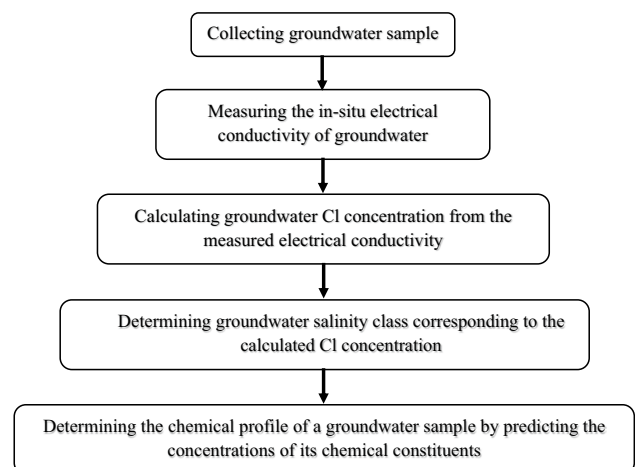 Collecting groundwater sample
Measuring the in-situ electrical
conductivity of groundwater
Calculating groundwater Cl concentration from the
measured electrical conductivity
Determining groundwater salinity class corresponding to the
calculated Cl concentration
Determining the chemical profile of a groundwater sample by predicting the
concentrations of its chemical constituents